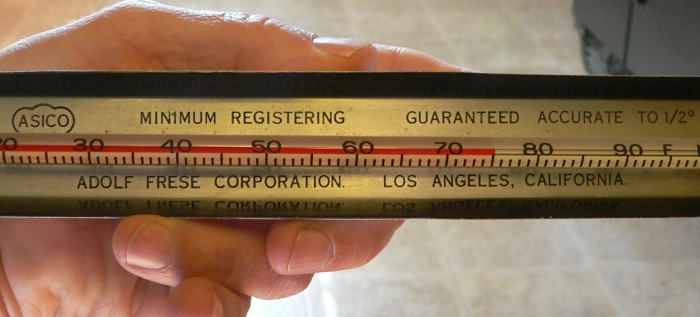 ASICO MINIMUM REGISTERING GUARANTEED ACCURATE TO 1/2°
20 30 40 50 60 70 80 90 F
ADOLF FRESE CORPORATION. LOS ANGELES, CALIFORNIA.